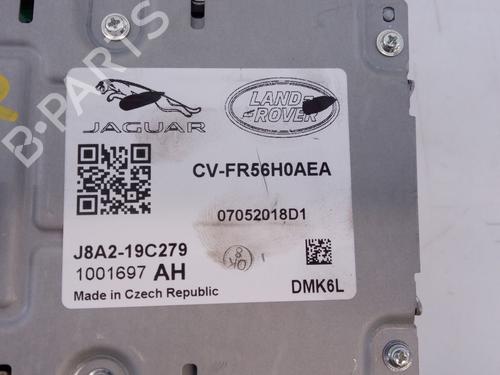 B-PARTS
JAGUAR
LAND
ROVER
CV-FR56H0AEA
07052018D1
J8A2-19C279
1001697 AH
Made in Czech Republic
DMK6L